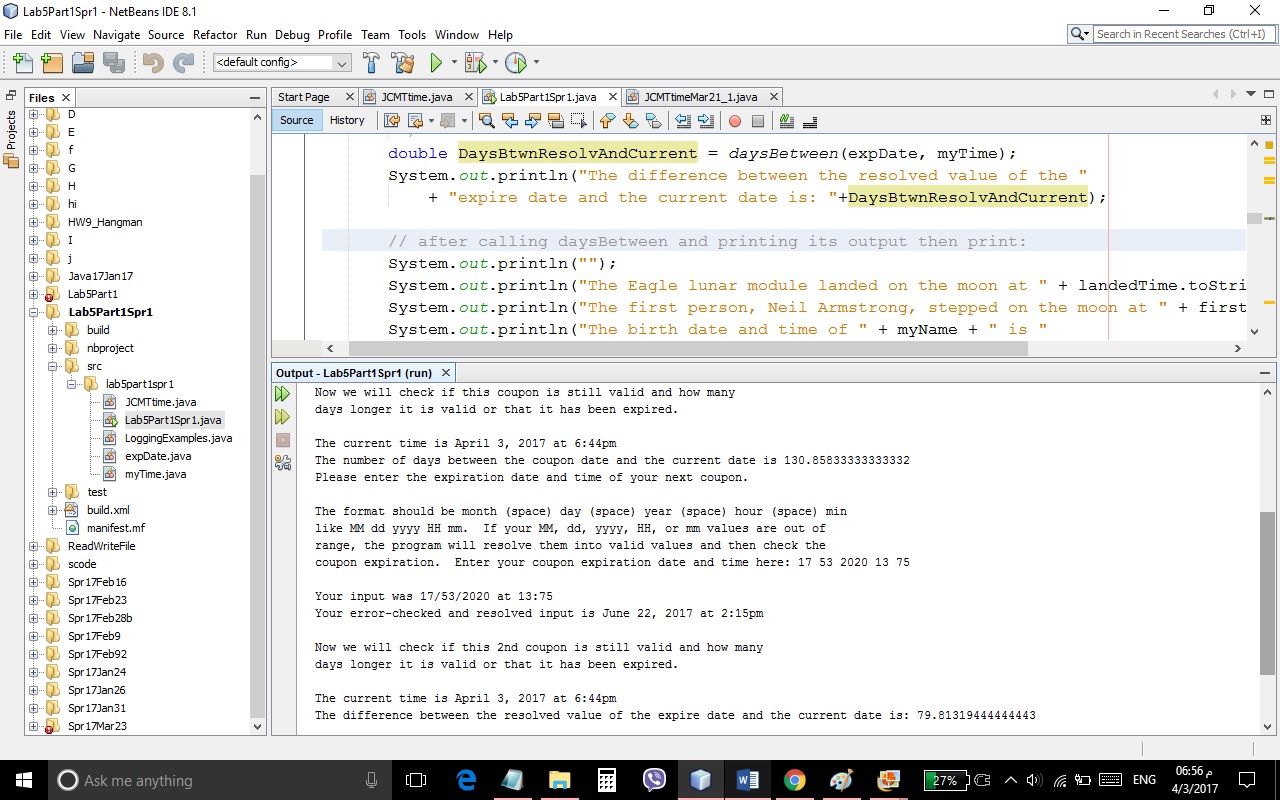 Lab5Part1Spr1 - NetBeans IDE 8.1
File Edit View Navigate Source Refactor Run Debug Profile Team Tools Window Help
Search in Recent Searches (Ctrl+I)
<default config>
Projects
Files
D
E
f
G
H
hi
HW9_Hangman
I
j
Java17Jan17
Lab5Part1
Lab5Part1Spr1
build
nbproject
src
lab5part1spr1
JCMTtime.java
Lab5Part1Spr1.java
LoggingExamples.java
expDate.java
myTime.java
test
build.xml
manifest.mf
ReadWriteFile
scode
Spr17Feb16
Spr17Feb23
Spr17Feb28b
Spr17Feb9
Spr17Feb92
Spr17Jan24
Spr17Jan26
Spr17Jan31
Spr17Mar23
Start Page JCMTtime.java Lab5Part1Spr1.java JCMTtimeMar21_1.java
Source History
double DaysBtwnResolvAndCurrent = daysBetween(expDate, myTime);
System.out.println("The difference between the resolved value of the "
+ "expire date and the current date is: "+DaysBtwnResolvAndCurrent);
// after calling daysBetween and printing its output then print:
System.out.println("");
System.out.println("The Eagle lunar module landed on the moon at " + landedTime.toStri
System.out.println("The first person, Neil Armstrong, stepped on the moon at " + first
System.out.println("The birth date and time of " + myName + " is "
Output - Lab5Part1Spr1 (run)
Now we will check if this coupon is still valid and how many
days longer it is valid or that it has been expired.
The current time is April 3, 2017 at 6:44pm
The number of days between the coupon date and the current date is 130.85833333333332
Please enter the expiration date and time of your next coupon.
The format should be month (space) day (space) year (space) hour (space) min
like MM dd yyyy HH mm.  If your MM, dd, yyyy, HH, or mm values are out of
range, the program will resolve them into valid values and then check the
coupon expiration.  Enter your coupon expiration date and time here: 17 53 2020 13 75
Your input was 17/53/2020 at 13:75
Your error-checked and resolved input is June 22, 2017 at 2:15pm
Now we will check if this 2nd coupon is still valid and how many
days longer it is valid or that it has been expired.
The current time is April 3, 2017 at 6:44pm
The difference between the resolved value of the expire date and the current date is: 79.81319444444443
Ask me anything
27%
ENG
06:56 م
4/3/2017